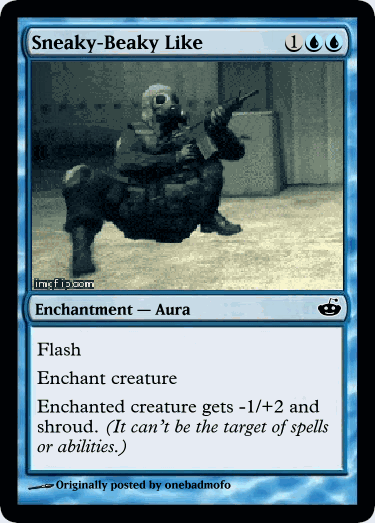 Sneaky-Beaky Like 1
imgflip.com
Enchantment — Aura
Flash
Enchant creature
Enchanted creature gets -1/+2 and
shroud. (It can't be the target of spells
or abilities.)
Originally posted by onebadmofo